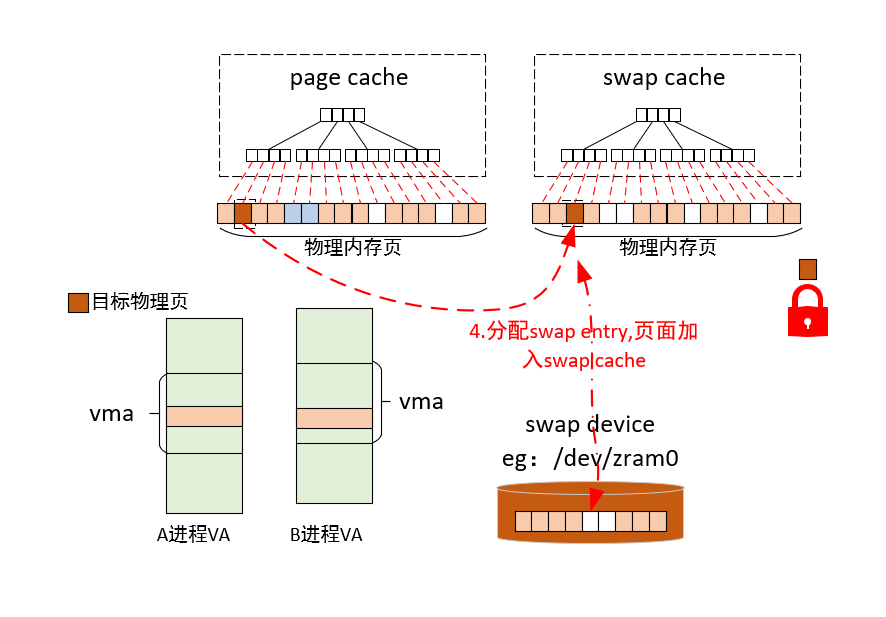 page cache
swap cache
物理内存页
物理内存页
目标物理页
4.分配swap entry,页面加
入swap cache
vma
vma
swap device
eg：/dev/zram0
A进程VA
B进程VA